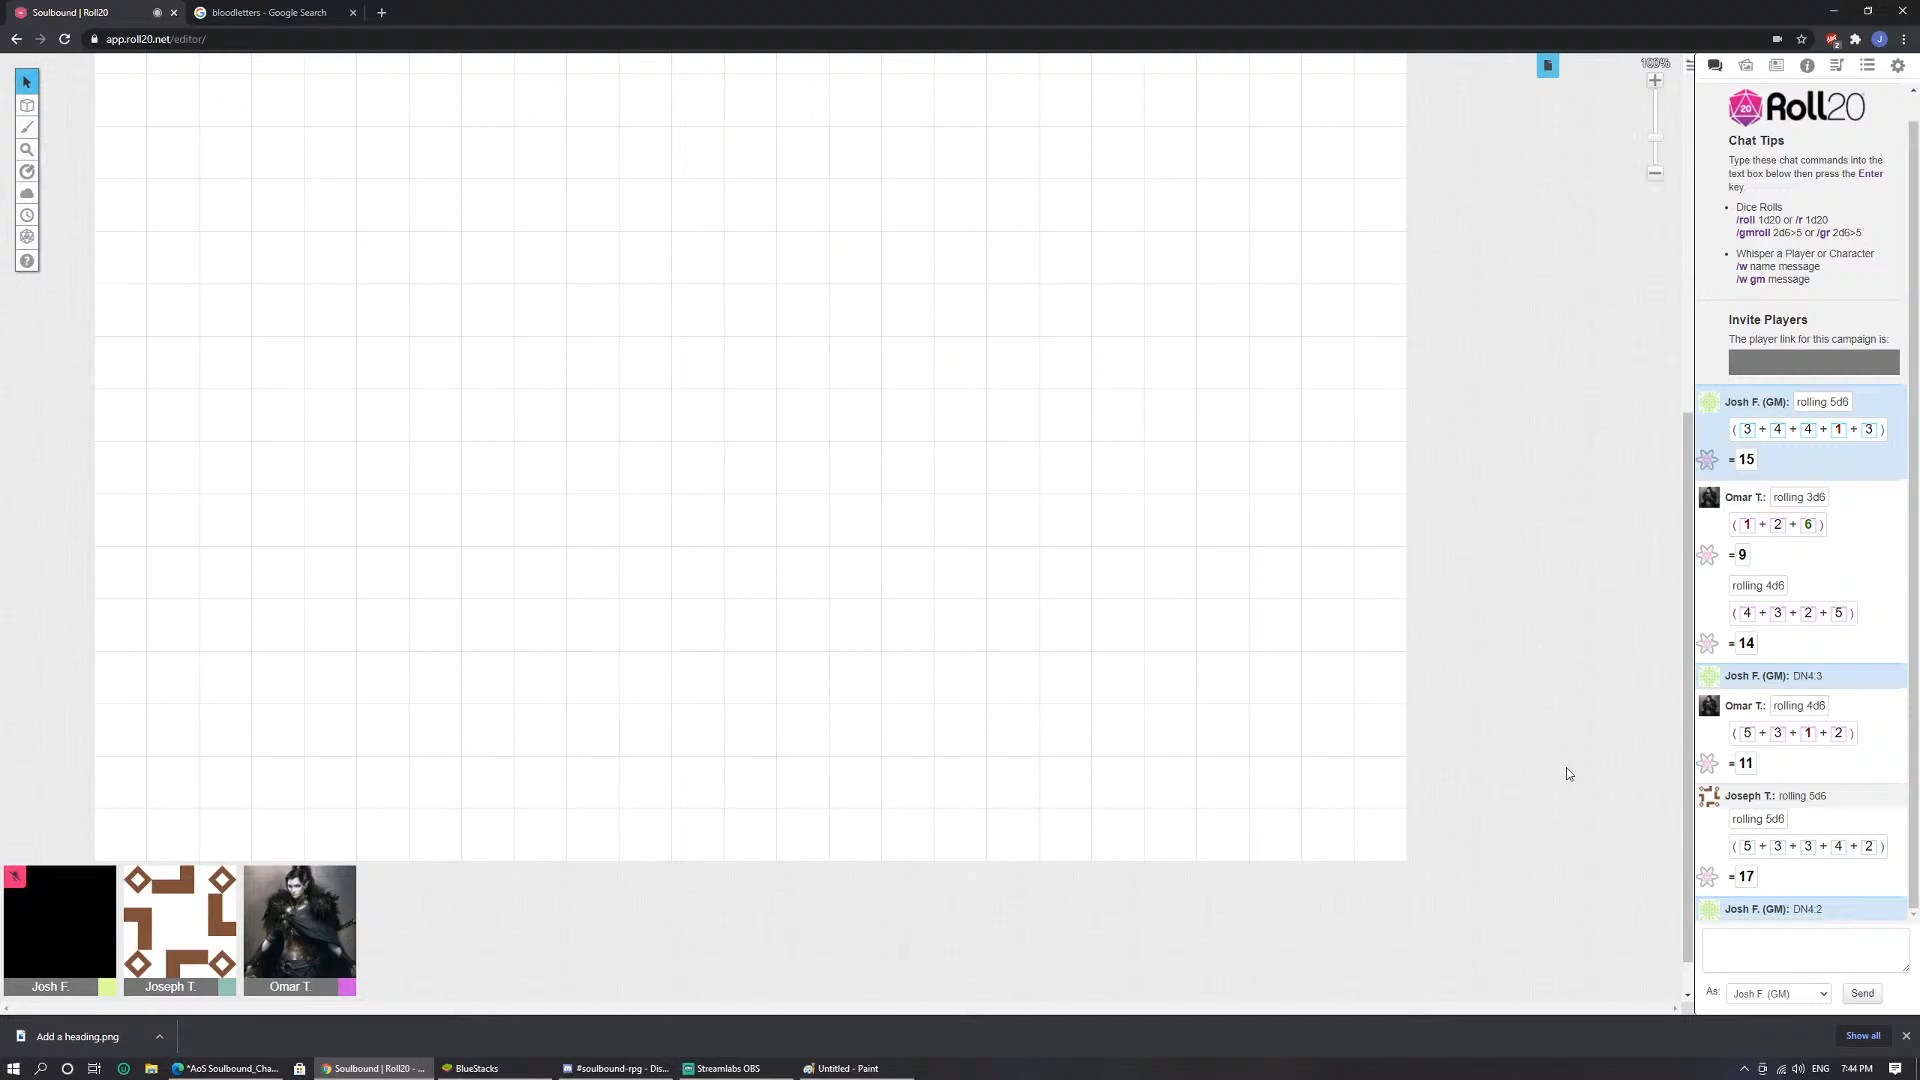 Soulbound | Roll20
bloodletters - Google Search
app.roll20.net/editor/
100%
20 Roll20
Chat Tips
Type these chat commands into the
text box below then press the Enter
key.
• Dice Rolls
/roll 1d20 or /r 1d20
/gmroll 2d6>5 or /gr 2d6>5
• Whisper a Player or Character
/w name message
/w gm message
Invite Players
The player link for this campaign is:
Josh F. (GM): rolling 5d6
( 3 + 4 + 4 + 1 + 3 )
= 15
Omar T.: rolling 3d6
( 1 + 2 + 6 )
= 9
rolling 4d6
( 4 + 3 + 2 + 5 )
= 14
Josh F. (GM): DN4:3
Omar T.: rolling 4d6
( 5 + 3 + 1 + 2 )
= 11
Joseph T.: rolling 5d6
rolling 5d6
( 5 + 3 + 3 + 4 + 2 )
= 17
Josh F. (GM): DN4:2
As: Josh F. (GM) Send
Josh F. Joseph T. Omar T.
Add a heading.png
Show all
*AoS Soulbound_Cha... Soulbound | Roll20 - ... BlueStacks #soulbound-rpg - Dis... Streamlabs OBS Untitled - Paint
ENG 7:44 PM